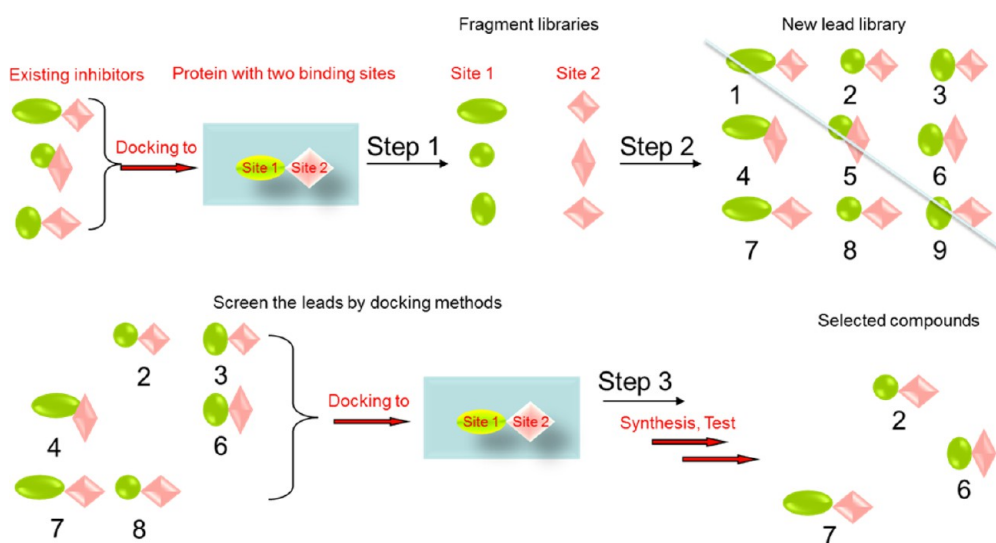 Fragment libraries
New lead library
Existing inhibitors
Protein with two binding sites
Site 1
Site 2
Docking to
Site 1
Site 2
Step 1
Step 2
1
2
3
4
5
6
7
8
9
Screen the leads by docking methods
Selected compounds
2
3
4
6
7
8
Docking to
Site 1
Site 2
Step 3
Synthesis, Test
2
6
7